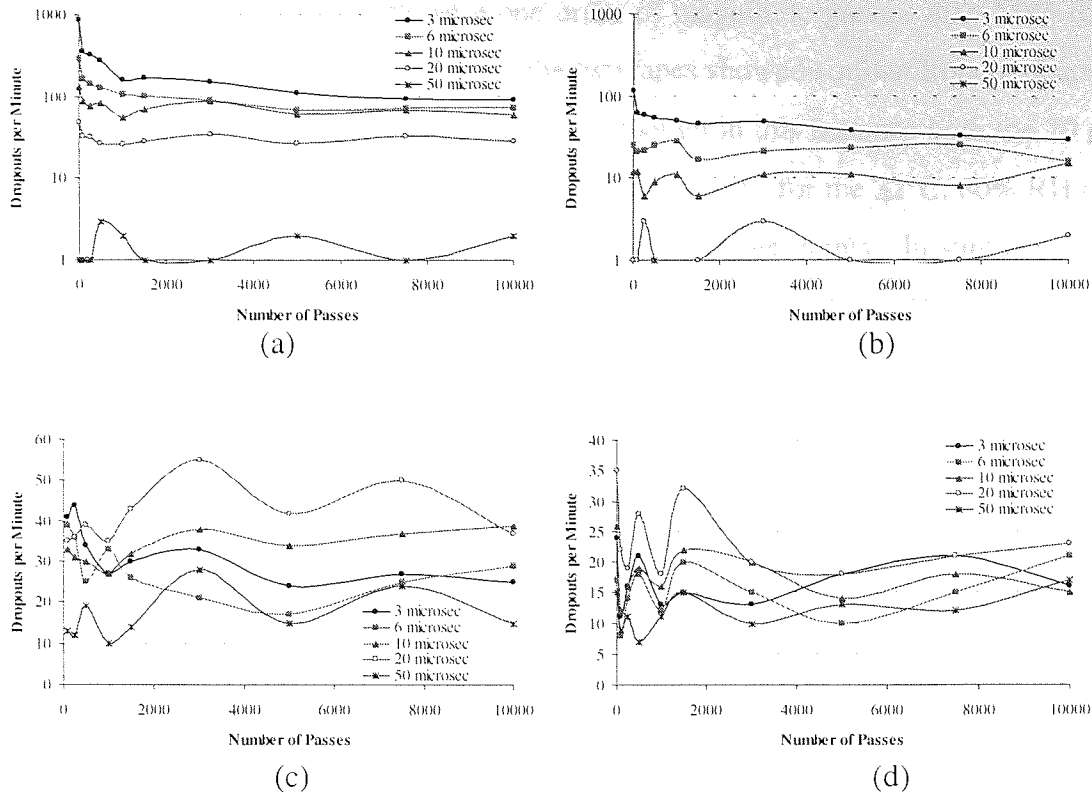 1000
100
10
1
Dropouts per Minute
0 2000 4000 6000 8000 10000
Number of Passes
3 microsec
6 microsec
10 microsec
20 microsec
50 microsec
(a)
1000
100
10
1
Dropouts per Minute
0 2000 4000 6000 8000 10000
Number of Passes
3 microsec
6 microsec
10 microsec
20 microsec
50 microsec
(b)
60
50
40
30
20
10
0
Dropouts per Minute
0 2000 4000 6000 8000 10000
Number of Passes
3 microsec
6 microsec
10 microsec
20 microsec
50 microsec
(c)
40
35
30
25
20
15
10
5
0
Dropouts per Minute
0 2000 4000 6000 8000 10000
Number of Passes
3 microsec
6 microsec
10 microsec
20 microsec
50 microsec
(d)